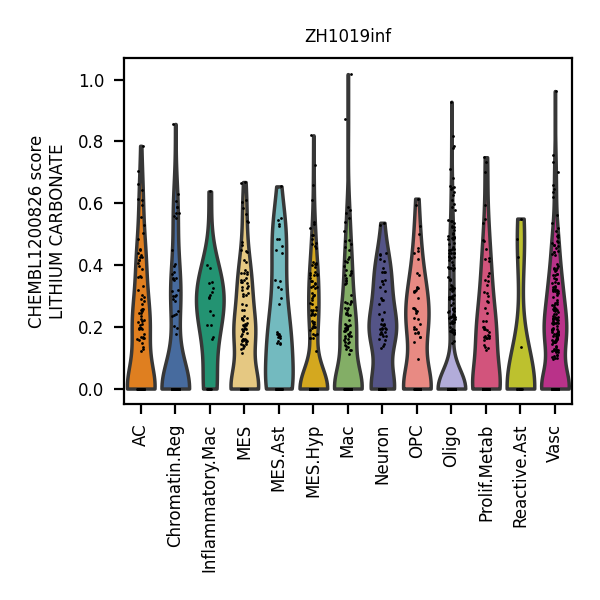 ZH1019inf
CHEMBL1200826 score
LITHIUM CARBONATE
1.0
0.8
0.6
0.4
0.2
0.0
AC
Chromatin.Reg
Inflammatory.Mac
MES
MES.Ast
MES.Hyp
Mac
Neuron
OPC
Oligo
Prolif.Metab
Reactive.Ast
Vasc